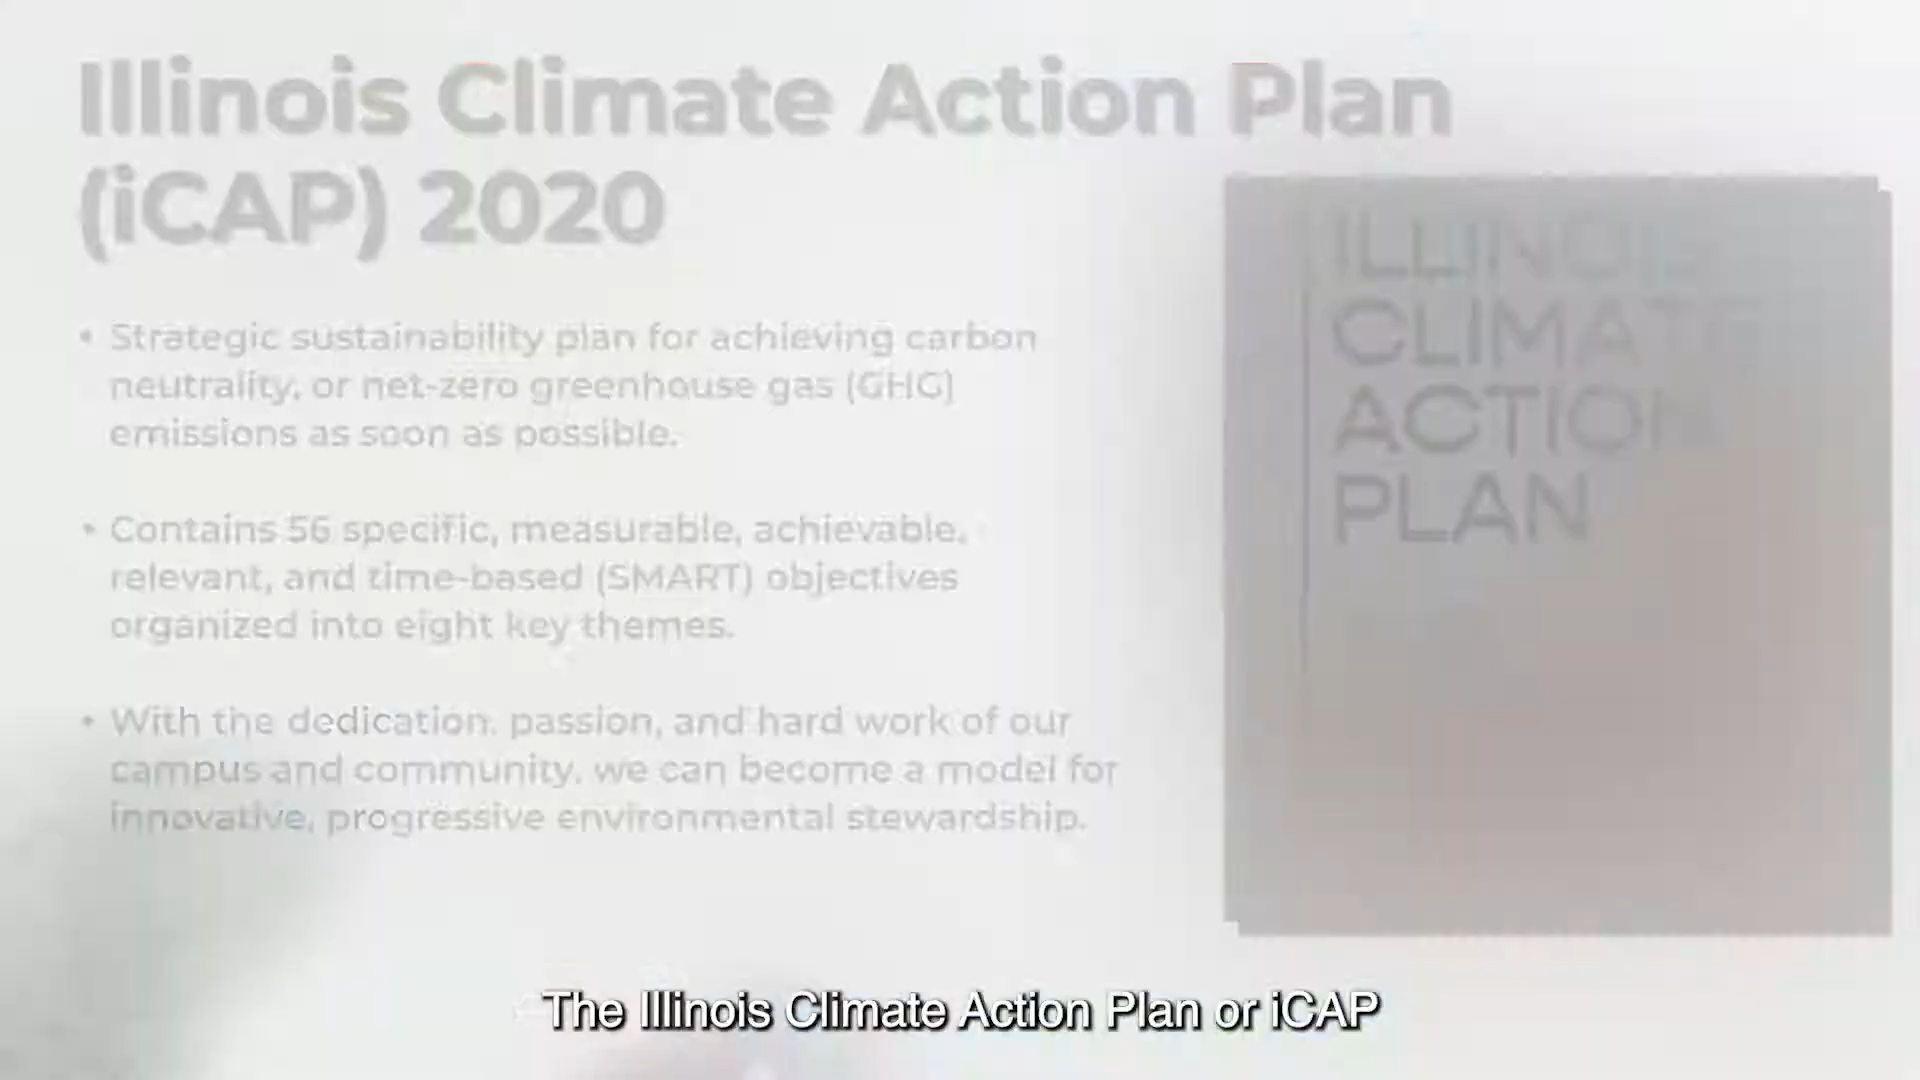 Illinois Climate Action Plan
(iCAP) 2020
• Strategic sustainability plan for achieving carbon
neutrality, or net-zero greenhouse gas (GHG)
emissions as soon as possible.
• Contains 56 specific, measurable, achievable,
relevant, and time-based (SMART) objectives
organized into eight key themes.
• With the dedication, passion, and hard work of our
campus and community, we can become a model for
innovative, progressive environmental stewardship.
ILLINOIS
CLIMATE
ACTION
PLAN
The Illinois Climate Action Plan or iCAP